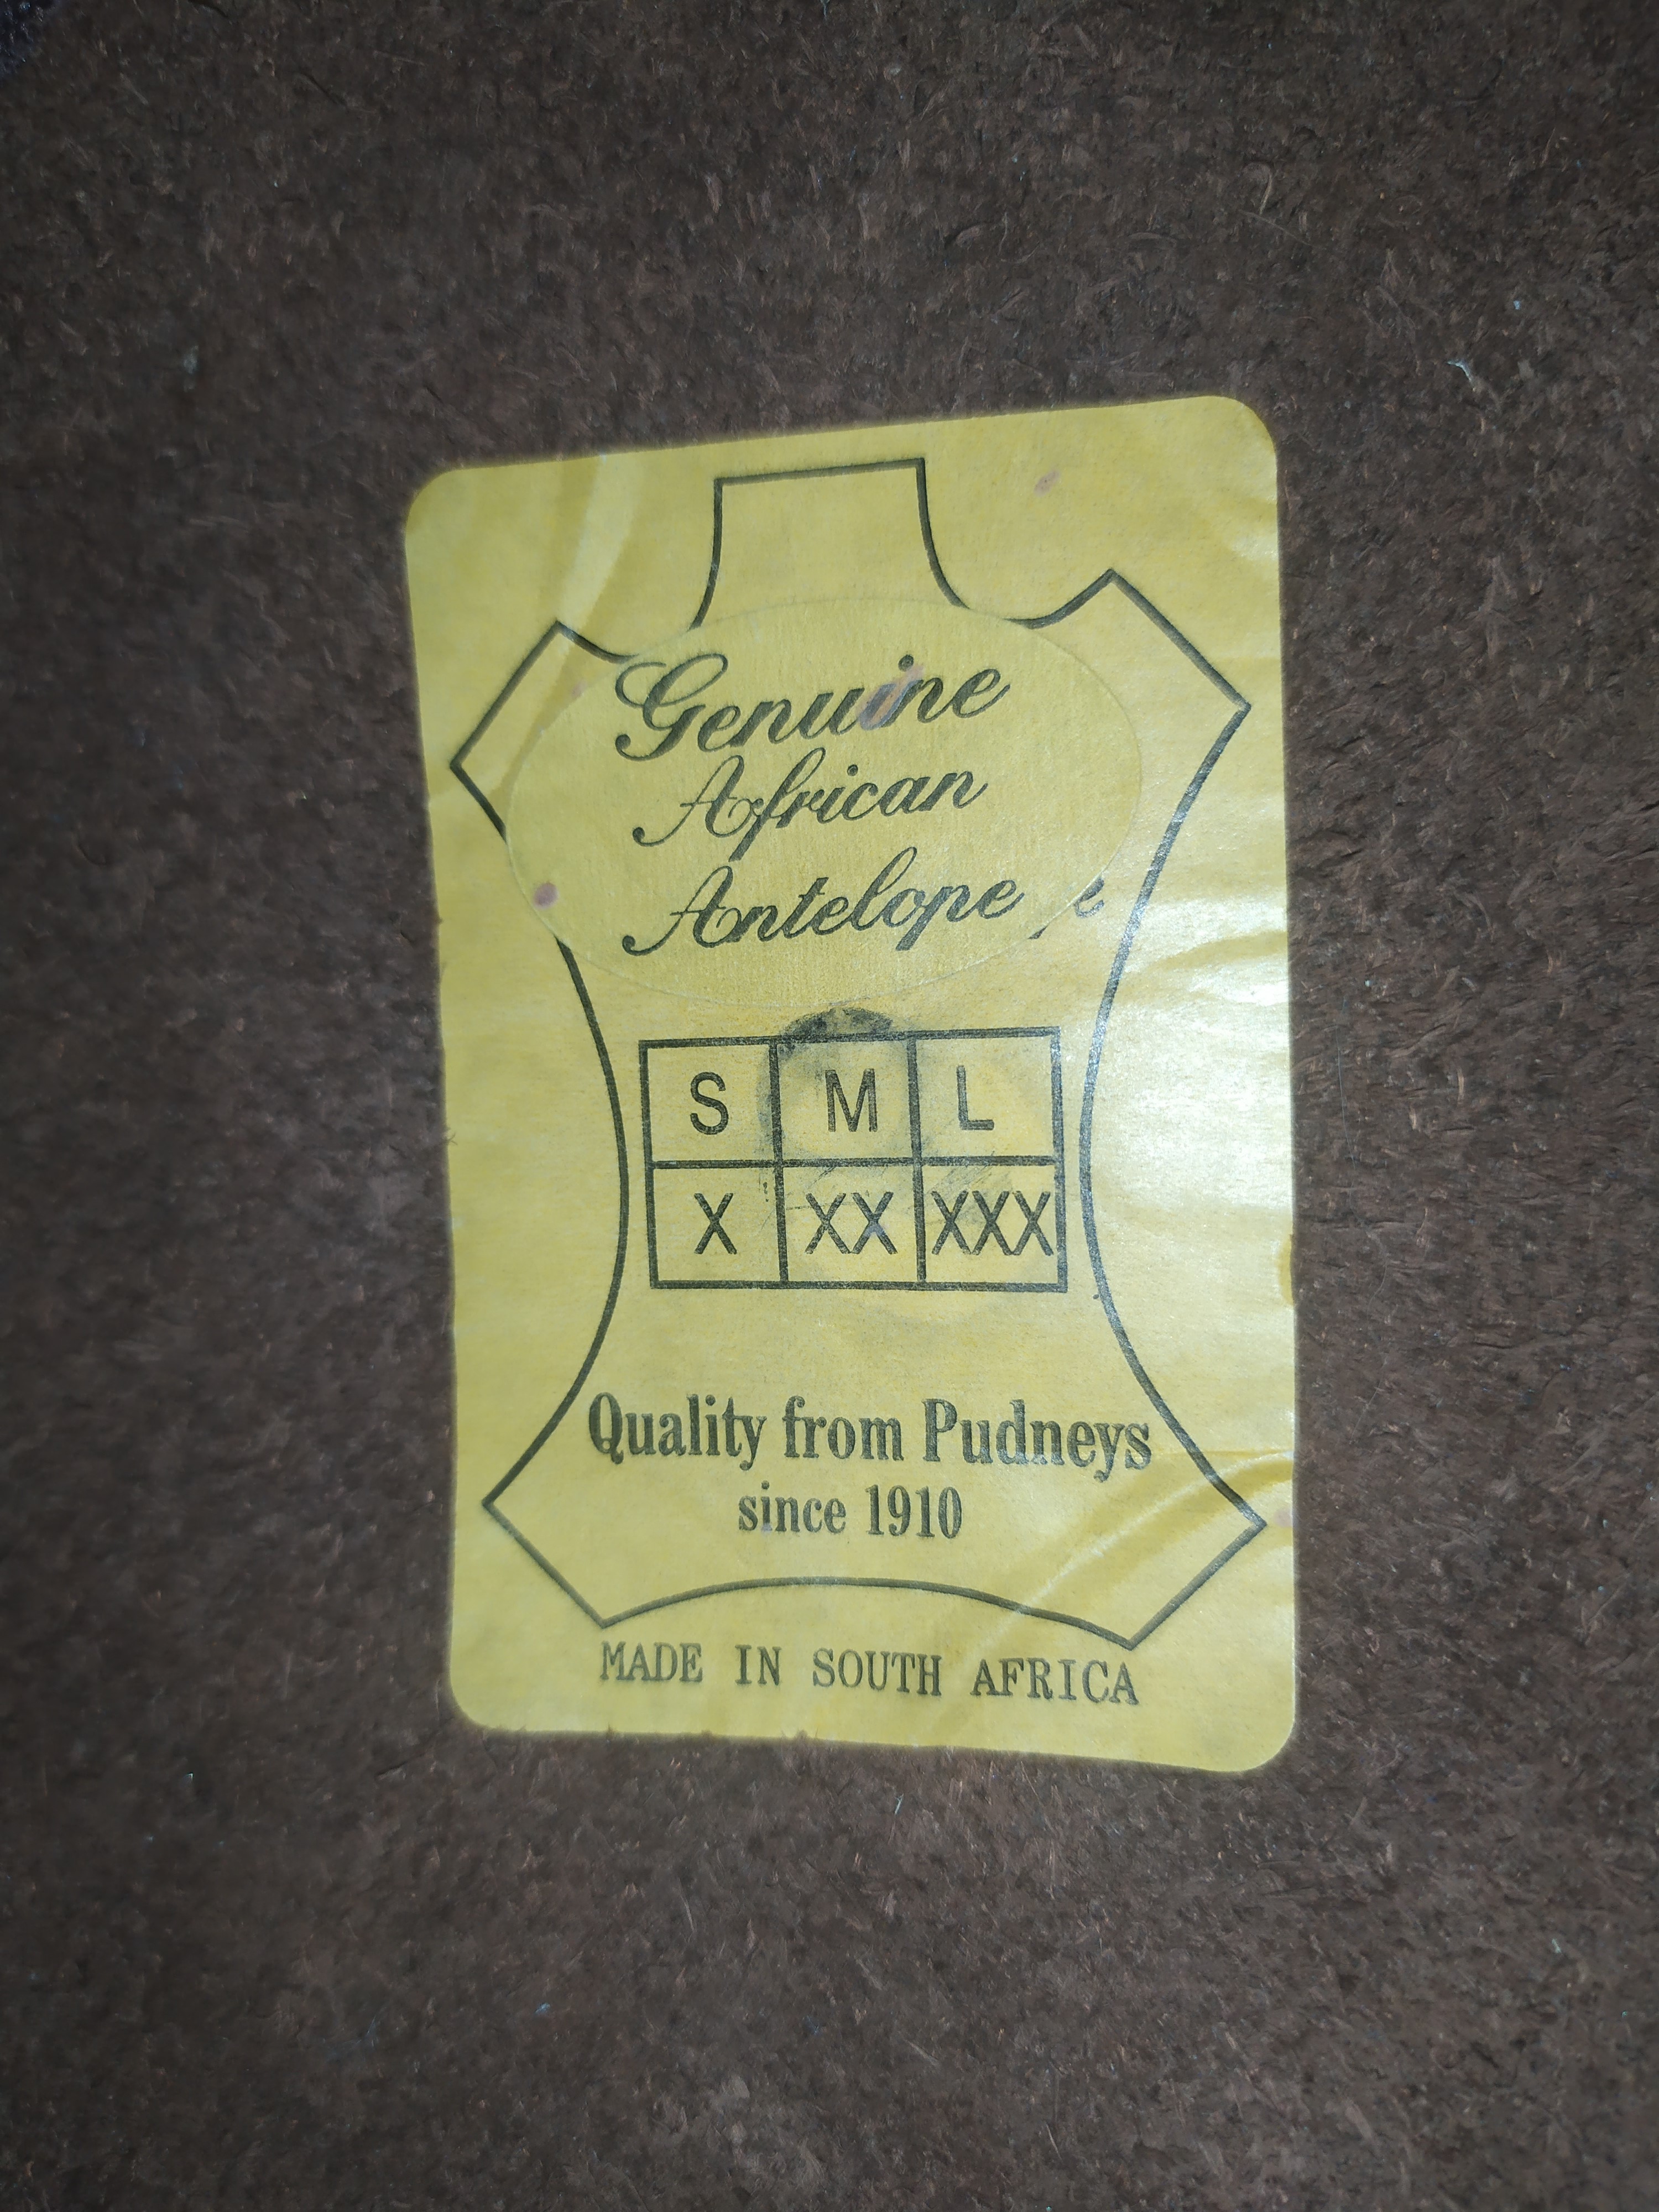 Genuine
African
Antelope
e
S M L
X XX XXX
Quality from Pudneys
since 1910
MADE IN SOUTH AFRICA